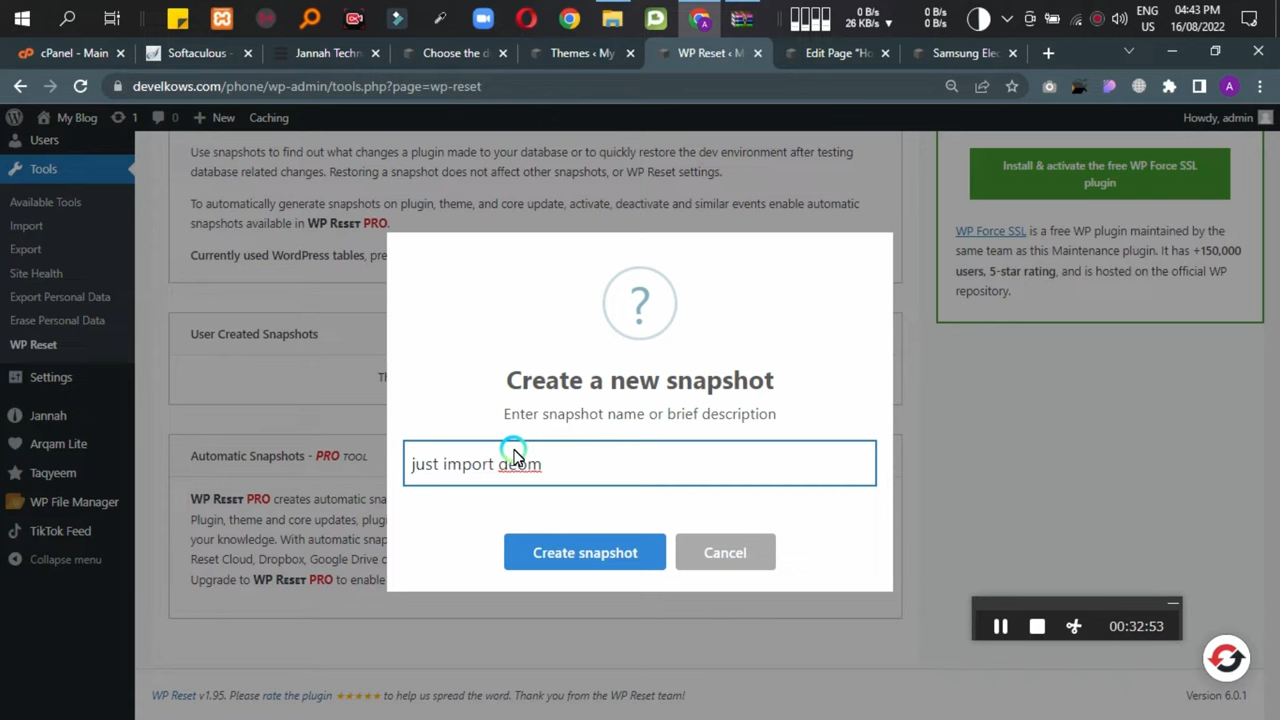 26 KB/s
0 B/s
0 B/s
0 B/s
0 B/s
ENG
US
04:43 PM
16/08/2022
cPanel - Main
Softaculous -
Jannah Techn
Choose the d
Themes ‹ My
WP Reset ‹ M
Edit Page "Ho
Samsung Elec
develkows.com/phone/wp-admin/tools.php?page=wp-reset
A
My Blog
1
0
New
Caching
Howdy, admin
Users
Tools
Available Tools
Import
Export
Site Health
Export Personal Data
Erase Personal Data
WP Reset
Settings
Jannah
Arqam Lite
Taqyeem
WP File Manager
TikTok Feed
Collapse menu
Use snapshots to find out what changes a plugin made to your database or to quickly restore the dev environment after testing
database related changes. Restoring a snapshot does not affect other snapshots, or WP Reset settings.
To automatically generate snapshots on plugin, theme, and core update, activate, deactivate and similar events enable automatic
snapshots available in WP RESET PRO.
Currently used WordPress tables, pre
User Created Snapshots
Th
Automatic Snapshots - PRO TOOL
WP RESET PRO creates automatic sna
Plugin, theme and core updates, plug
your knowledge. With automatic snap
Reset Cloud, Dropbox, Google Drive o
Upgrade to WP RESET PRO to enable
?
Create a new snapshot
Enter snapshot name or brief description
just import
Create snapshot
Cancel
Install & activate the free WP Force SSL
plugin
WP Force SSL is a free WP plugin maintained by the
same team as this Maintenance plugin. It has +150,000
users, 5-star rating, and is hosted on the official WP
repository.
00:32:53
WP Reset v1.95. Please rate the plugin ★★★★★ to help us spread the word. Thank you from the WP Reset team!
Version 6.0.1